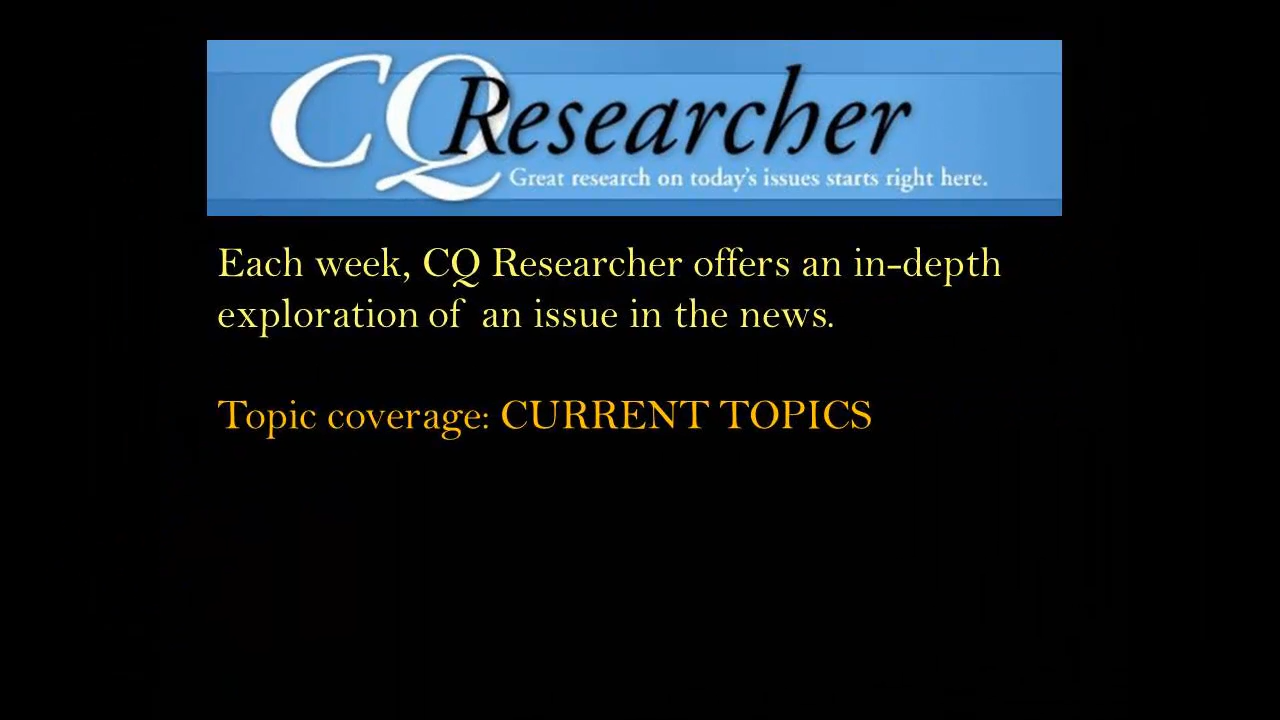 CQ Researcher
Great research on today's issues starts right here.
Each week, CQ Researcher offers an in-depth
exploration of an issue in the news.
Topic coverage: CURRENT TOPICS